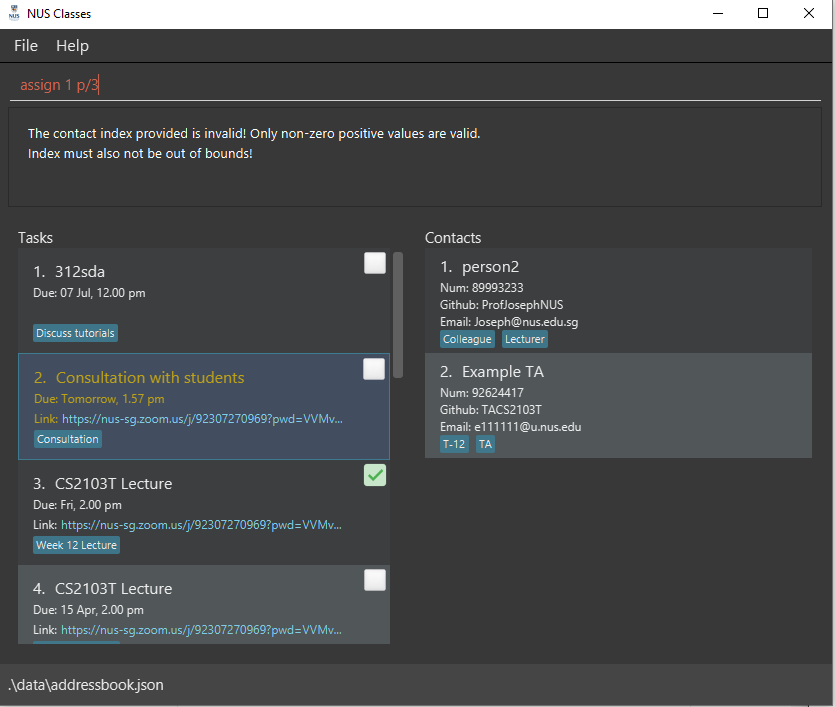 NUS Classes
File Help
assign 1 p/3
The contact index provided is invalid! Only non-zero positive values are valid.
Index must also not be out of bounds!
Tasks
1. 312sda
Due: 07 Jul, 12.00 pm
Discuss tutorials
2. Consultation with students
Due: Tomorrow, 1.57 pm
Link: https://nus-sg.zoom.us/j/92307270969?pwd=VVMv...
Consultation
3. CS2103T Lecture
Due: Fri, 2.00 pm
Link: https://nus-sg.zoom.us/j/92307270969?pwd=VVMv...
Week 12 Lecture
4. CS2103T Lecture
Due: 15 Apr, 2.00 pm
Link: https://nus-sg.zoom.us/j/92307270969?pwd=VVMv...
Contacts
1. person2
Num: 89993233
Github: ProfJosephNUS
Email: Joseph@nus.edu.sg
Colleague Lecturer
2. Example TA
Num: 92624417
Github: TACS2103T
Email: e111111@u.nus.edu
T-12 TA
.\data\addressbook.json